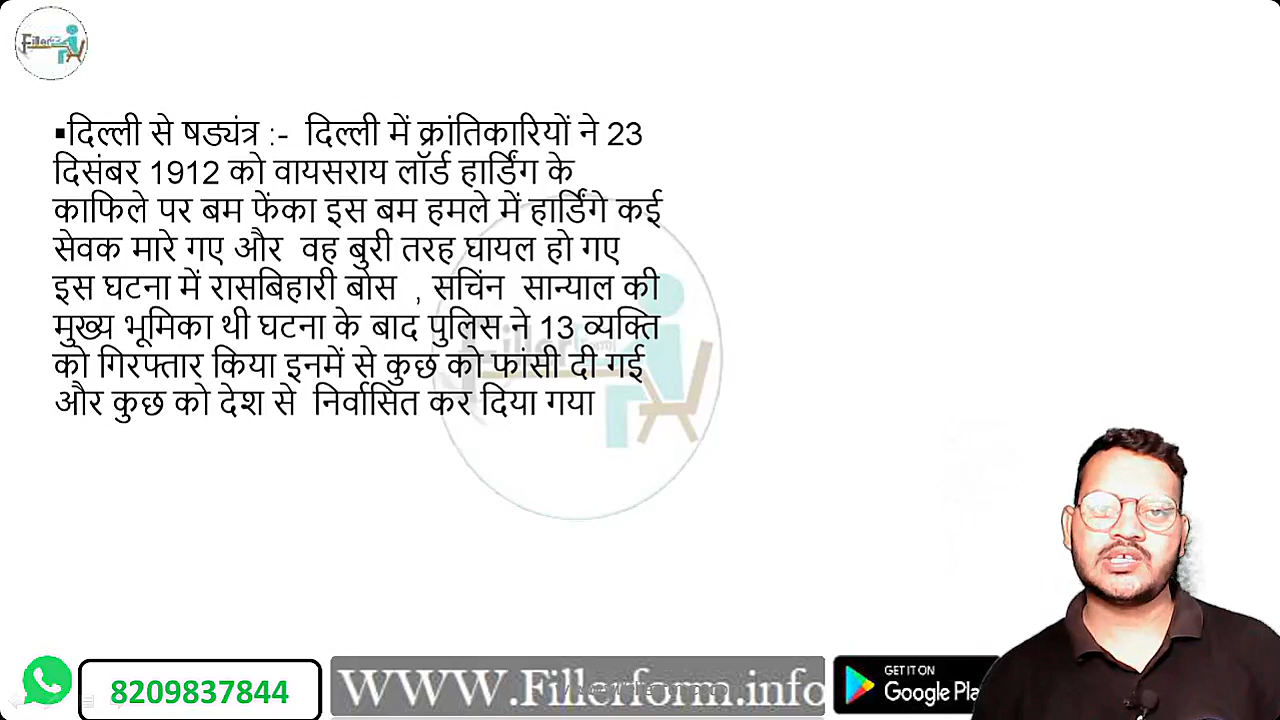 Fillerform
▪दिल्ली से षड्यंत्र :-  दिल्ली में क्रांतिकारियों ने 23
दिसंबर 1912 को वायसराय लॉर्ड हार्डिंग के
काफिले पर बम फेंका इस बम हमले में हार्डिंगे कई
सेवक मारे गए और  वह बुरी तरह घायल हो गए
इस घटना में रासबिहारी बोस  , सचिंन  सान्याल की
मुख्य भूमिका थी घटना के बाद पुलिस ने 13 व्यक्ति
को गिरफ्तार किया इनमें से कुछ को फांसी दी गई
और कुछ को देश से  निर्वासित कर दिया गया
8209837844
WWW.Fillerform.info
GET IT ON
Google Pla